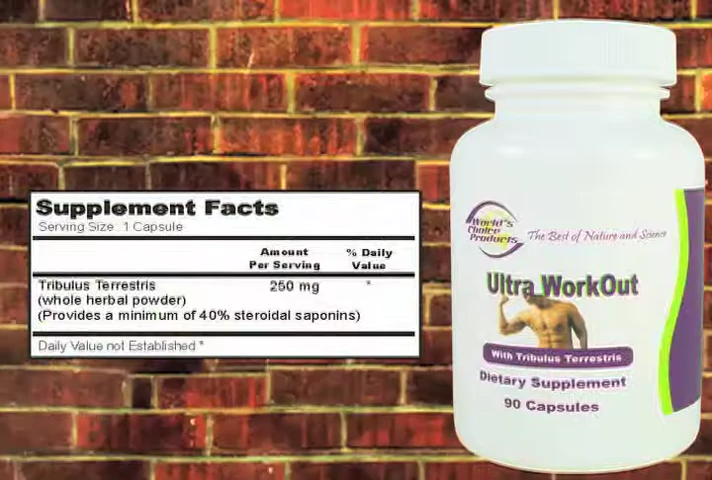 Supplement Facts
Serving Size 1 Capsule
Amount
Per Serving
% Daily
Value
Tribulus Terrestris 250 mg *
(whole herbal powder)
(Provides a minimum of 40% steroidal saponins)
Daily Value not Established *
World's
Choice
Products
The Best of Nature and Science
Ultra WorkOut
With Tribulus Terrestris
Dietary Supplement
90 Capsules